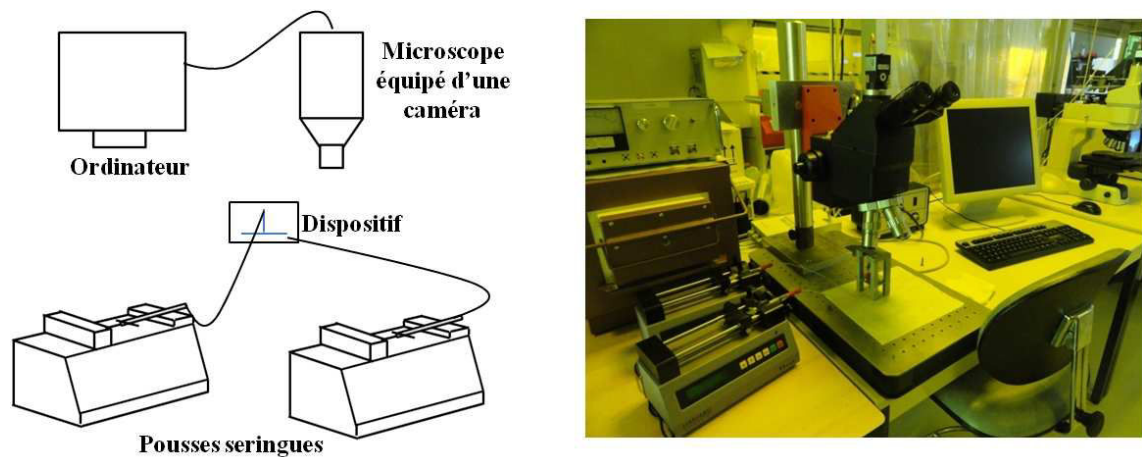 Microscope
équipé d'une
caméra
Ordinateur
Dispositif
Pousses seringues